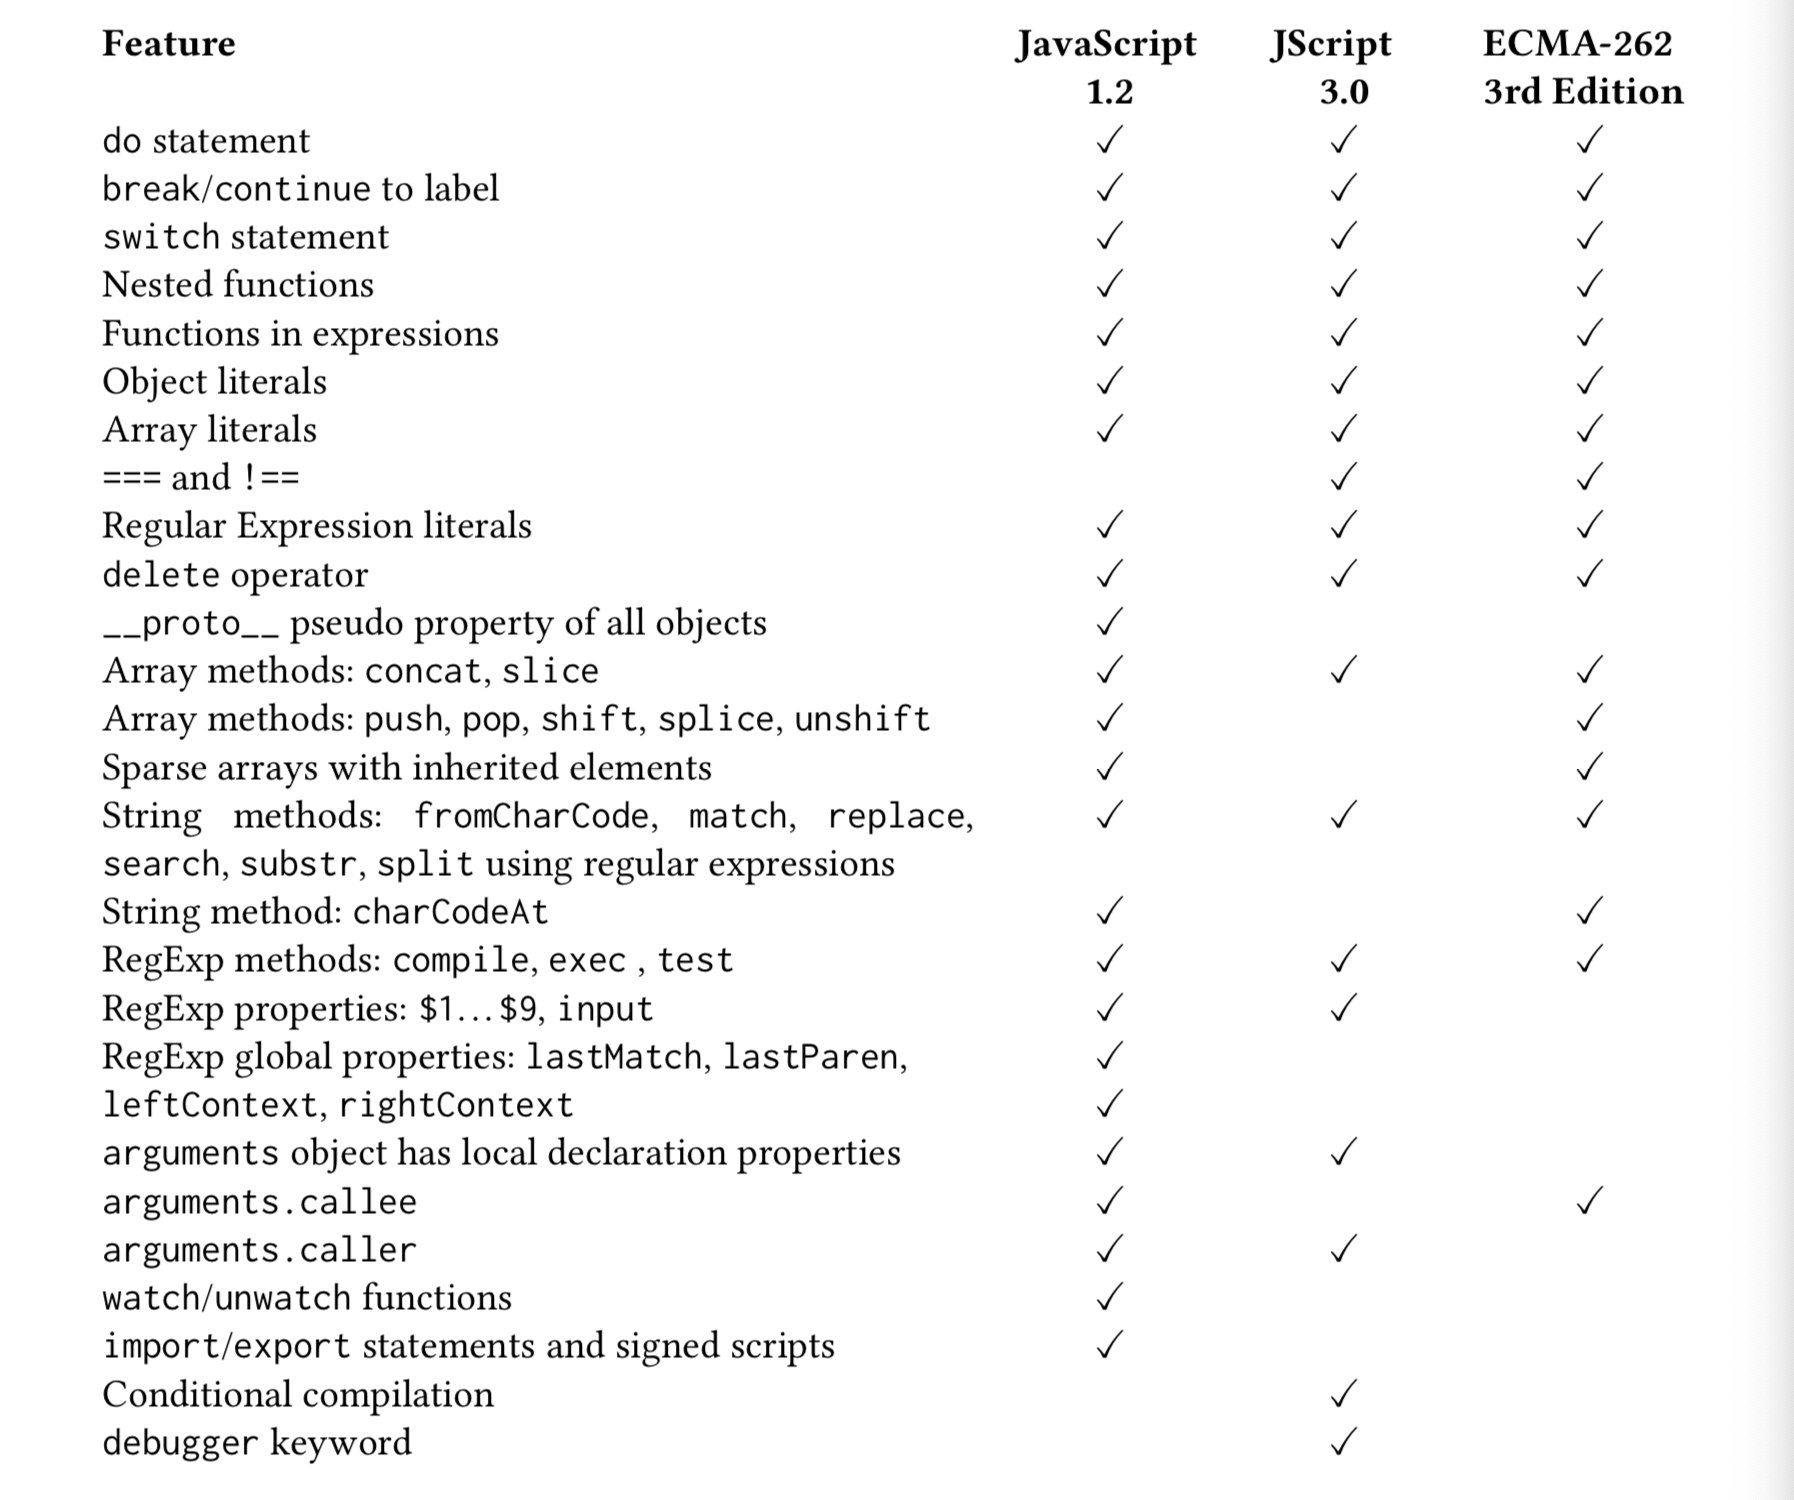 Feature JavaScript JScript ECMA-262
1.2 3.0 3rd Edition
do statement ✓ ✓ ✓
break/continue to label ✓ ✓ ✓
switch statement ✓ ✓ ✓
Nested functions ✓ ✓ ✓
Functions in expressions ✓ ✓ ✓
Object literals ✓ ✓ ✓
Array literals ✓ ✓ ✓
=== and !== ✓ ✓
Regular Expression literals ✓ ✓ ✓
delete operator ✓ ✓ ✓
__proto__ pseudo property of all objects ✓
Array methods: concat, slice ✓ ✓ ✓
Array methods: push, pop, shift, splice, unshift ✓ ✓
Sparse arrays with inherited elements ✓ ✓
String methods: fromCharCode, match, replace, ✓ ✓ ✓
search, substr, split using regular expressions
String method: charCodeAt ✓ ✓
RegExp methods: compile, exec , test ✓ ✓ ✓
RegExp properties: $1...$9, input ✓ ✓
RegExp global properties: lastMatch, lastParen, ✓
leftContext, rightContext ✓
arguments object has local declaration properties ✓ ✓
arguments.callee ✓ ✓
arguments.caller ✓ ✓
watch/unwatch functions ✓
import/export statements and signed scripts ✓
Conditional compilation ✓
debugger keyword ✓